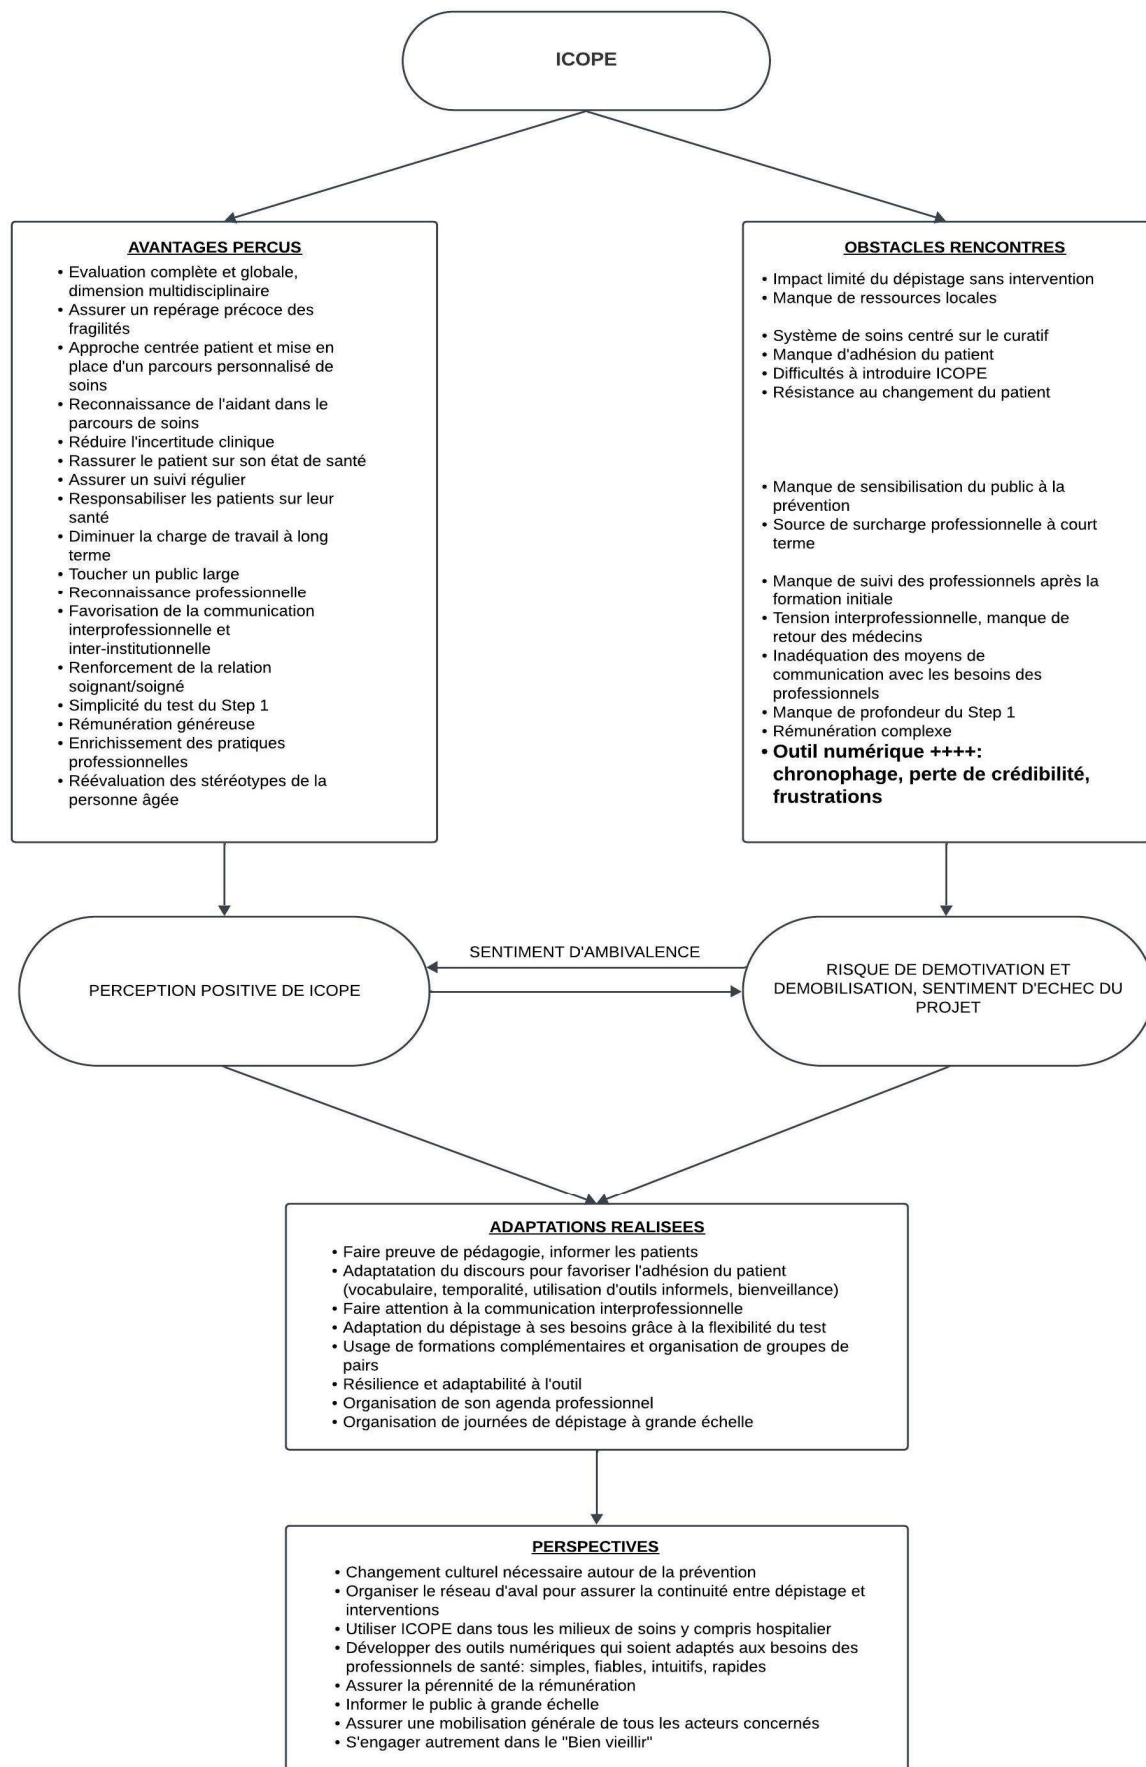 ICOPE
AVANTAGES PERCUS
• Evaluation complète et globale,
dimension multidisciplinaire
• Assurer un repérage précoce des
fragilités
• Approche centrée patient et mise en
place d'un parcours personnalisé de
soins
• Reconnaissance de l'aidant dans le
parcours de soins
• Réduire l'incertitude clinique
• Rassurer le patient sur son état de santé
• Assurer un suivi régulier
• Responsabiliser les patients sur leur
santé
• Diminuer la charge de travail à long
terme
• Toucher un public large
• Reconnaissance professionnelle
• Favorisation de la communication
interprofessionnelle et
inter-institutionnelle
• Renforcement de la relation
soignant/soigné
• Simplicité du test du Step 1
• Rémunération généreuse
• Enrichissement des pratiques
professionnelles
• Réévaluation des stéréotypes de la
personne âgée
OBSTACLES RENCONTRES
• Impact limité du dépistage sans intervention
• Manque de ressources locales
• Système de soins centré sur le curatif
• Manque d'adhésion du patient
• Difficultés à introduire ICOPE
• Résistance au changement du patient
• Manque de sensibilisation du public à la
prévention
• Source de surcharge professionnelle à court
terme
• Manque de suivi des professionnels après la
formation initiale
• Tension interprofessionnelle, manque de
retour des médecins
• Inadéquation des moyens de
communication avec les besoins des
professionnels
• Manque de profondeur du Step 1
• Rémunération complexe
• Outil numérique ++++:
chronophage, perte de crédibilité,
frustrations
PERCEPTION POSITIVE DE ICOPE
SENTIMENT D'AMBIVALENCE
RISQUE DE DEMOTIVATION ET
DEMOBILISATION, SENTIMENT D'ECHEC DU
PROJET
ADAPTATIONS REALISEES
• Faire preuve de pédagogie, informer les patients
• Adaptatation du discours pour favoriser l'adhésion du patient
(vocabulaire, temporalité, utilisation d'outils informels, bienveillance)
• Faire attention à la communication interprofessionnelle
• Adaptation du dépistage à ses besoins grâce à la flexibilité du test
• Usage de formations complémentaires et organisation de groupes de
pairs
• Résilience et adaptabilité à l'outil
• Organisation de son agenda professionnel
• Organisation de journées de dépistage à grande échelle
PERSPECTIVES
• Changement culturel nécessaire autour de la prévention
• Organiser le réseau d'aval pour assurer la continuité entre dépistage et
interventions
• Utiliser ICOPE dans tous les milieux de soins y compris hospitalier
• Développer des outils numériques qui soient adaptés aux besoins des
professionnels de santé: simples, fiables, intuitifs, rapides
• Assurer la pérennité de la rémunération
• Informer le public à grande échelle
• Assurer une mobilisation générale de tous les acteurs concernés
• S'engager autrement dans le "Bien vieillir"